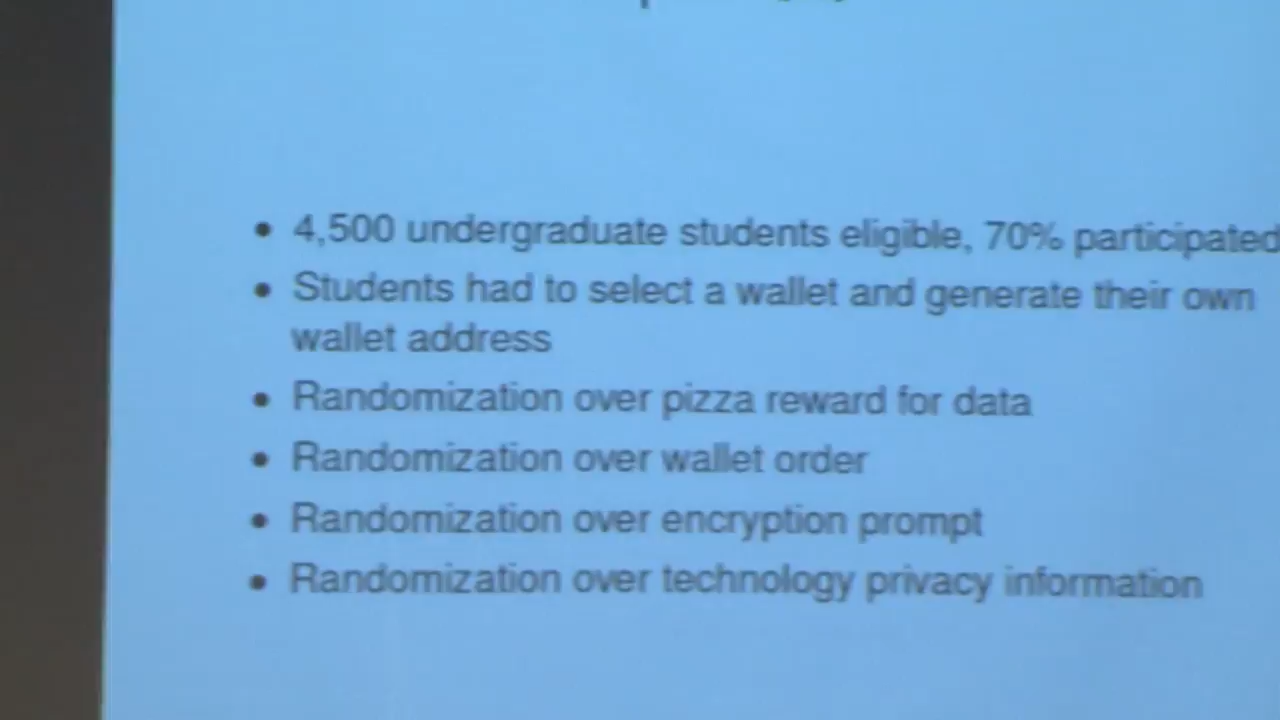 • 4,500 undergraduate students eligible, 70% participated
• Students had to select a wallet and generate their own
wallet address
• Randomization over pizza reward for data
• Randomization over wallet order
• Randomization over encryption prompt
• Randomization over technology privacy information